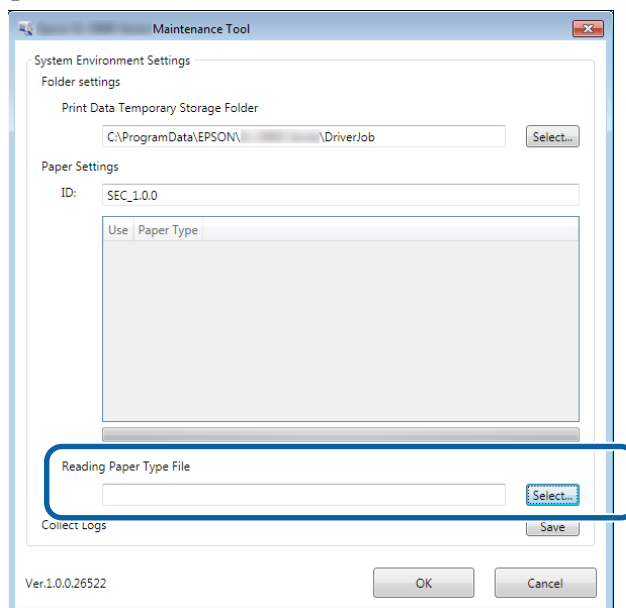 Maintenance Tool
System Environment Settings
Folder settings
Print Data Temporary Storage Folder
C:\ProgramData\EPSON\ \DriverJob Select...
Paper Settings
ID: SEC_1.0.0
Use Paper Type
Reading Paper Type File
Select...
Collect Logs Save
Ver.1.0.0.26522 OK Cancel